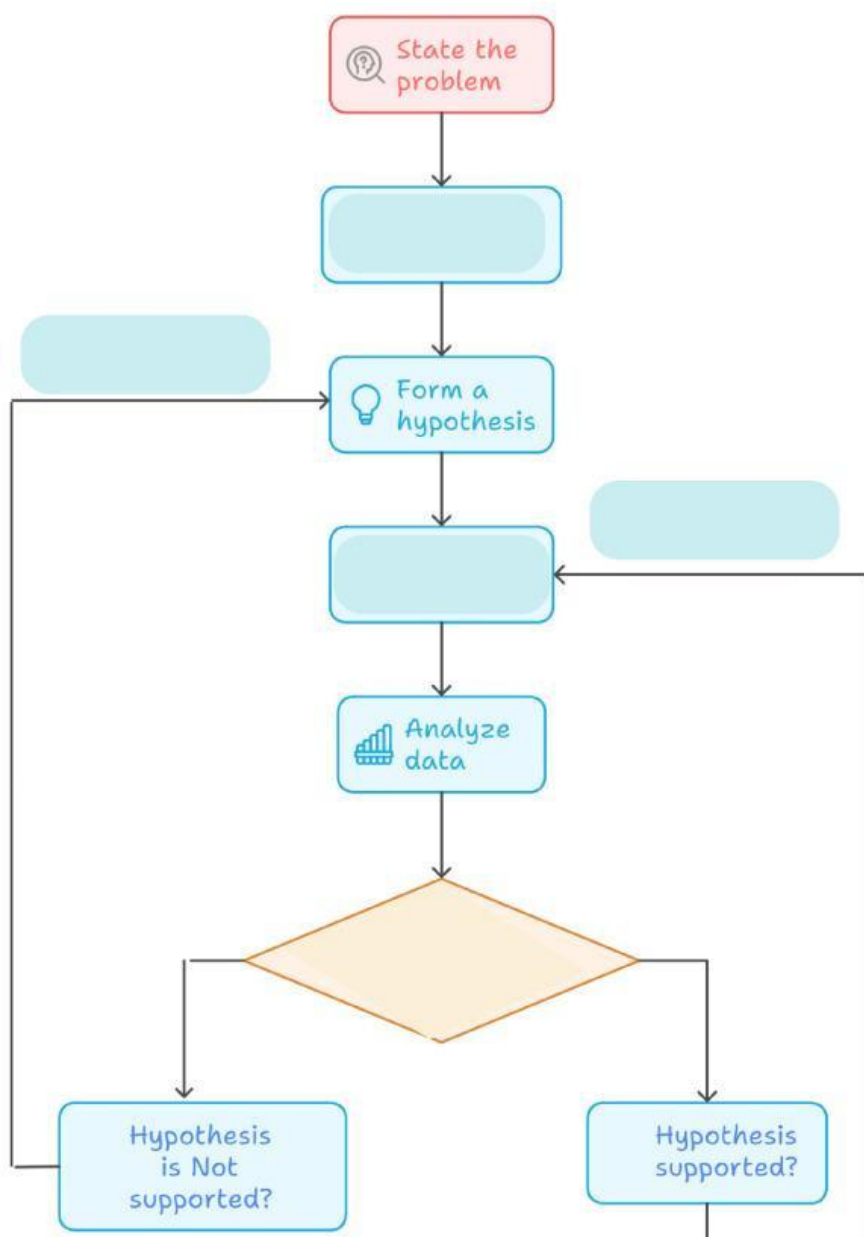 State the
problem
Form a
hypothesis
Analyze
data
Hypothesis
is Not
supported?
Hypothesis
supported?